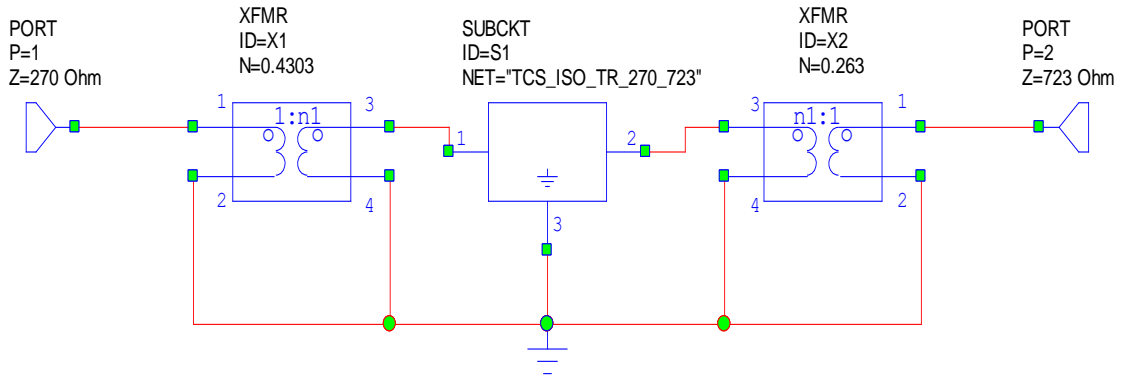 PORT
P=1
Z=270 Ohm
XFMR
ID=X1
N=0.4303
SUBCKT
ID=S1
NET="TCS_ISO_TR_270_723"
XFMR
ID=X2
N=0.263
PORT
P=2
Z=723 Ohm
1
3
1:n1
2
4
1
2
3
3
1
n1:1
4
2